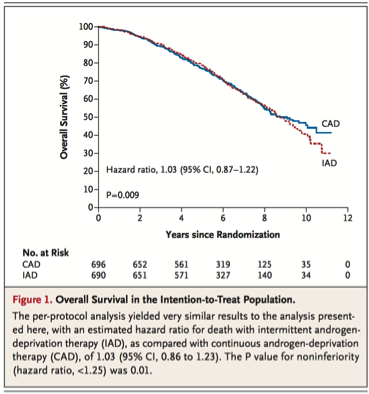 100
90
80
70
60
50
40
30
20
10
0
Overall Survival (%)
CAD
IAD
Hazard ratio, 1.03 (95% CI, 0.87–1.22)
P=0.009
0 2 4 6 8 10 12
Years since Randomization
No. at Risk
CAD 696 652 561 319 125 35 0
IAD 690 651 571 327 140 34 0
Figure 1. Overall Survival in the Intention-to-Treat Population.
The per-protocol analysis yielded very similar results to the analysis present-
ed here, with an estimated hazard ratio for death with intermittent androgen-
deprivation therapy (IAD), as compared with continuous androgen-deprivation
therapy (CAD), of 1.03 (95% CI, 0.86 to 1.23). The P value for noninferiority
(hazard ratio, <1.25) was 0.01.